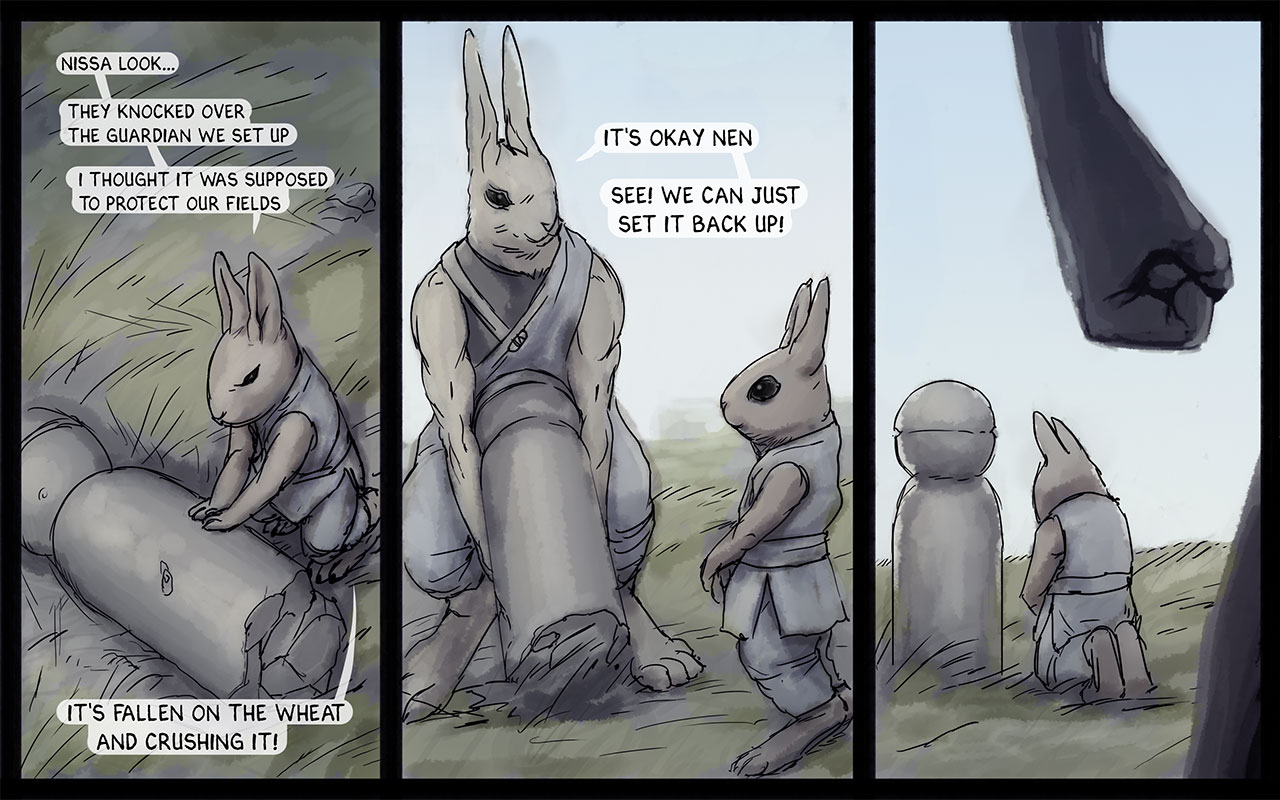 NISSA LOOK...
THEY KNOCKED OVER
THE GUARDIAN WE SET UP
I THOUGHT IT WAS SUPPOSED
TO PROTECT OUR FIELDS
IT'S FALLEN ON THE WHEAT
AND CRUSHING IT!
IT'S OKAY NEN
SEE! WE CAN JUST
SET IT BACK UP!